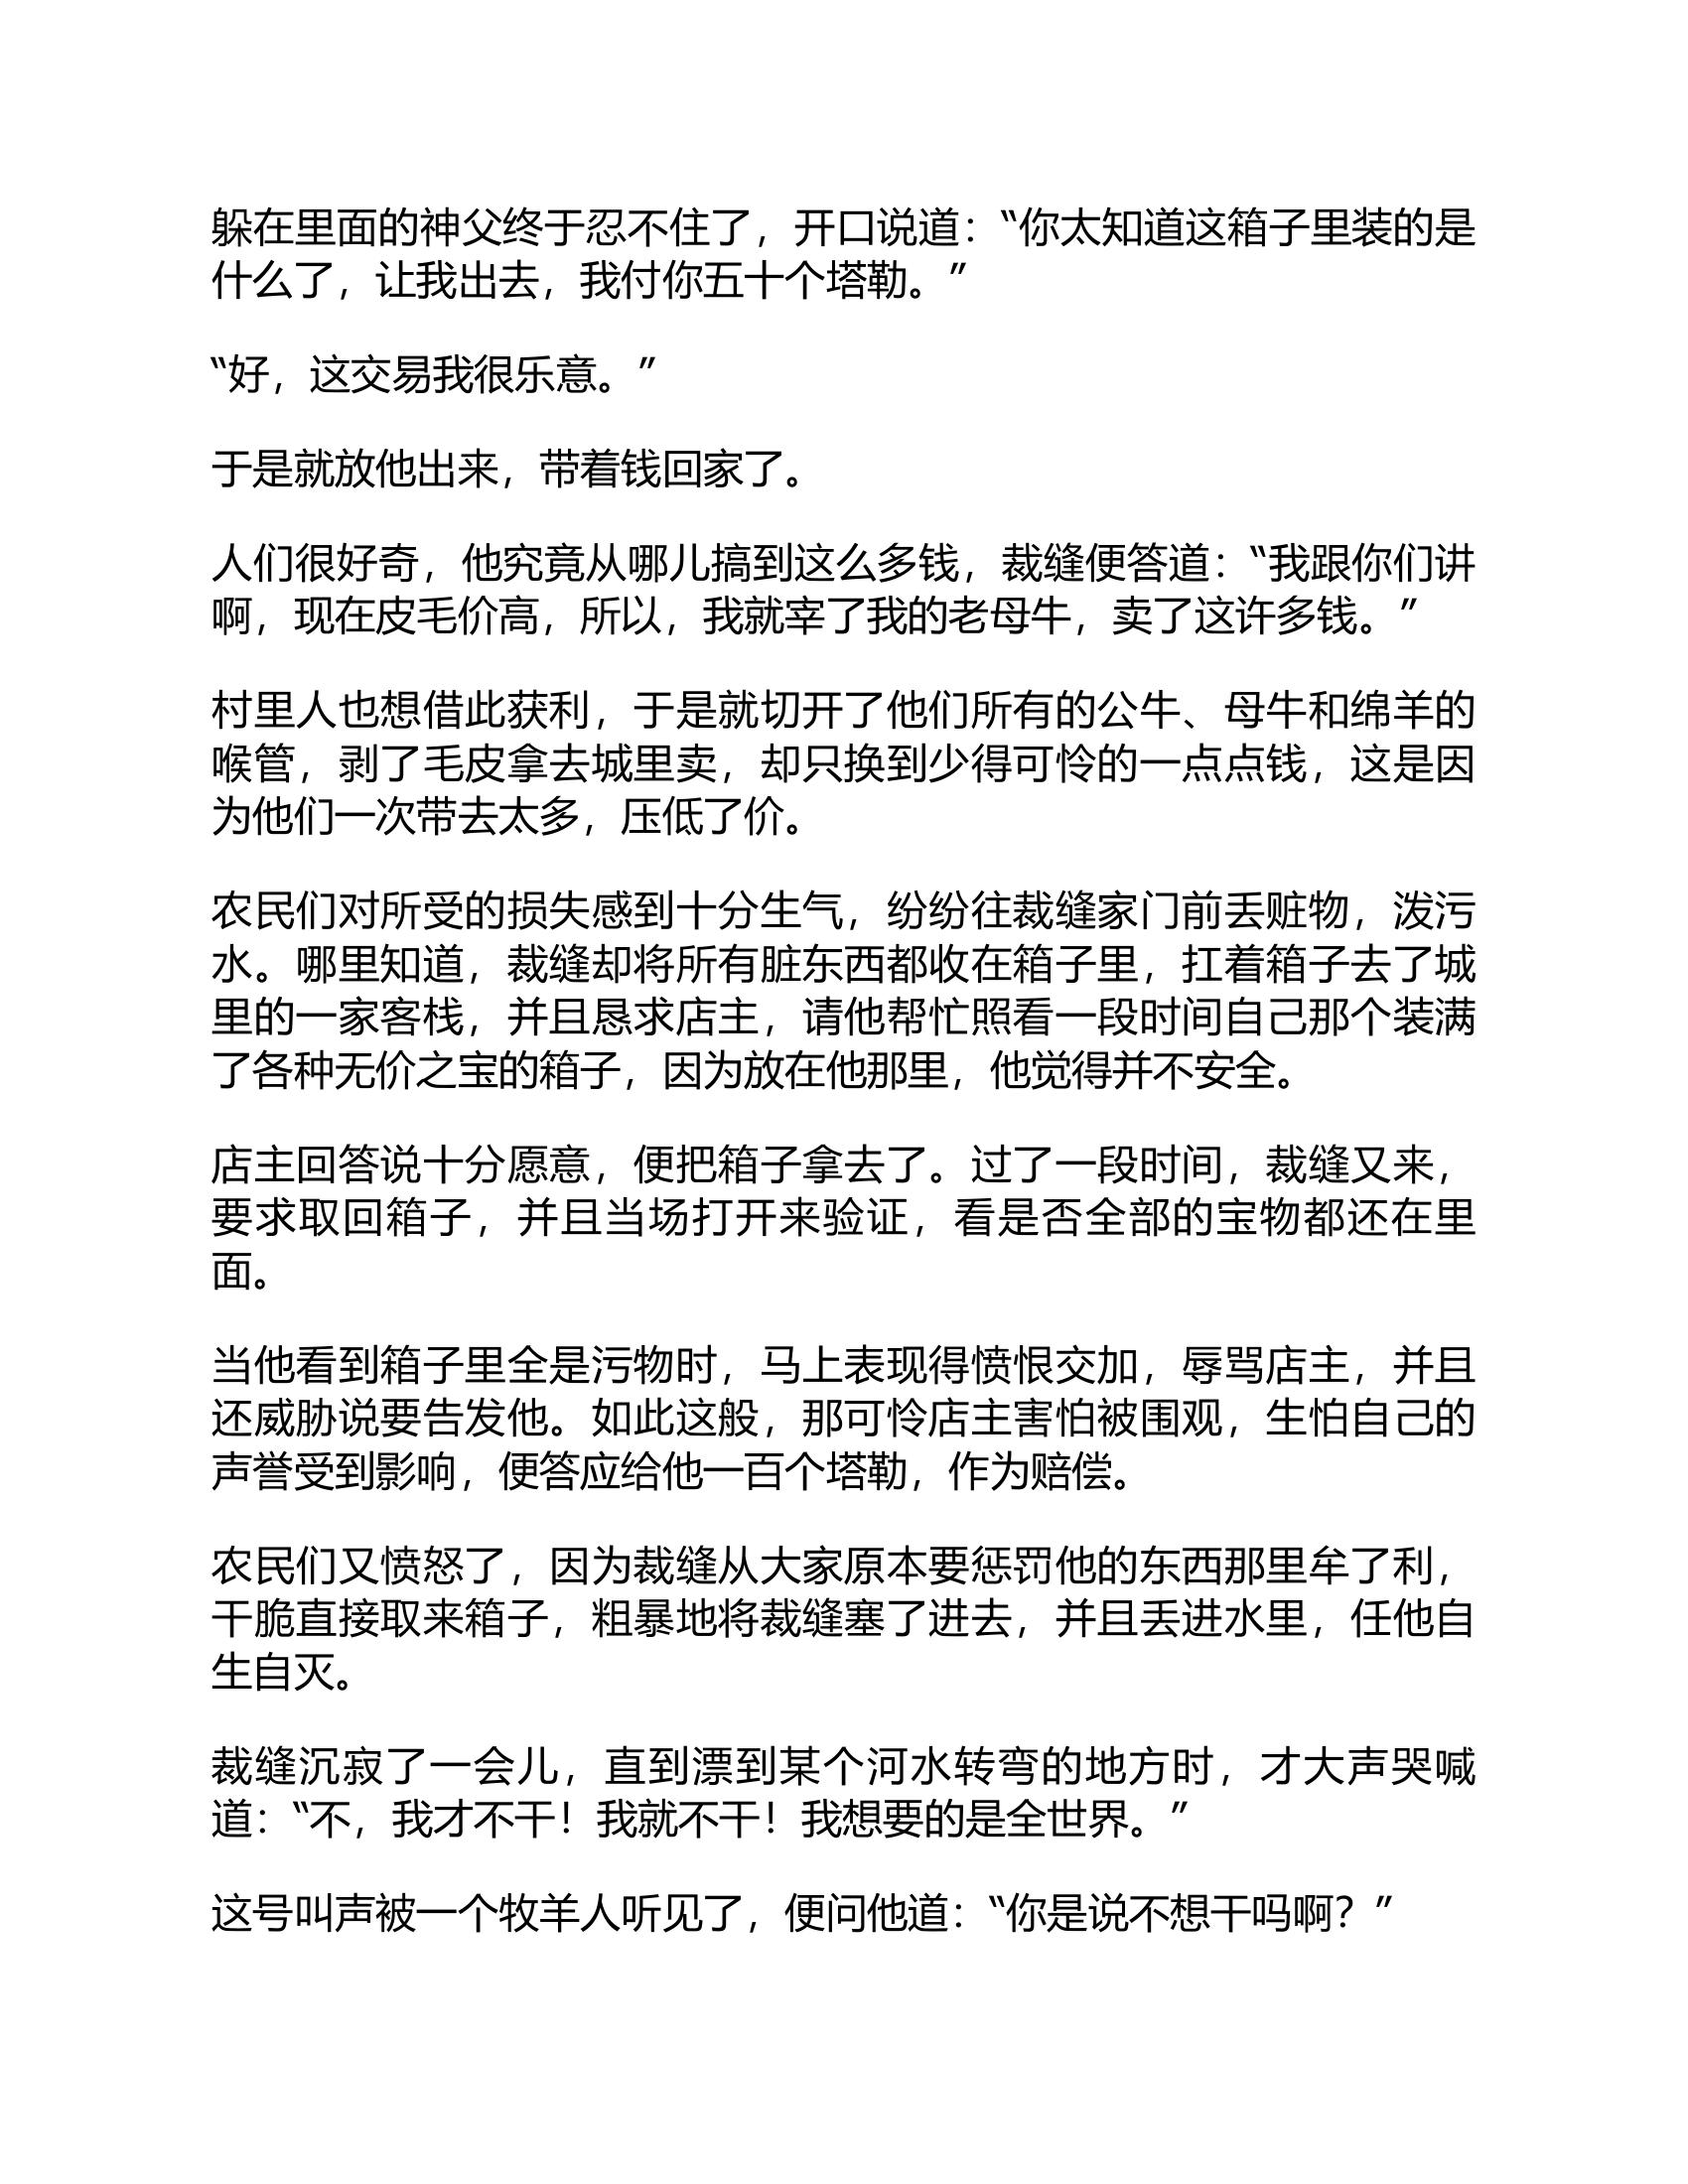 躲在里面的神父终于忍不住了，开口说道：“你太知道这箱子里装的是
什么了，让我出去，我付你五十个塔勒。”
“好，这交易我很乐意。”
于是就放他出来，带着钱回家了。
人们很好奇，他究竟从哪儿搞到这么多钱，裁缝便答道：“我跟你们讲
啊，现在皮毛价高，所以，我就宰了我的老母牛，卖了这许多钱。”
村里人也想借此获利，于是就切开了他们所有的公牛、母牛和绵羊的
喉管，剥了毛皮拿去城里卖，却只换到少得可怜的一点点钱，这是因
为他们一次带去太多，压低了价。
农民们对所受的损失感到十分生气，纷纷往裁缝家门前丢赃物，泼污
水。哪里知道，裁缝却将所有脏东西都收在箱子里，扛着箱子去了城
里的一家客栈，并且恳求店主，请他帮忙照看一段时间自己那个装满
了各种无价之宝的箱子，因为放在他那里，他觉得并不安全。
店主回答说十分愿意，便把箱子拿去了。过了一段时间，裁缝又来，
要求取回箱子，并且当场打开来验证，看是否全部的宝物都还在里
面。
当他看到箱子里全是污物时，马上表现得愤恨交加，辱骂店主，并且
还威胁说要告发他。如此这般，那可怜店主害怕被围观，生怕自己的
声誉受到影响，便答应给他一百个塔勒，作为赔偿。
农民们又愤怒了，因为裁缝从大家原本要惩罚他的东西那里牟了利，
干脆直接取来箱子，粗暴地将裁缝塞了进去，并且丢进水里，任他自
生自灭。
裁缝沉寂了一会儿，直到漂到某个河水转弯的地方时，才大声哭喊
道：“不，我才不干！我就不干！我想要的是全世界。”
这号叫声被一个牧羊人听见了，便问他道：“你是说不想干吗啊？”